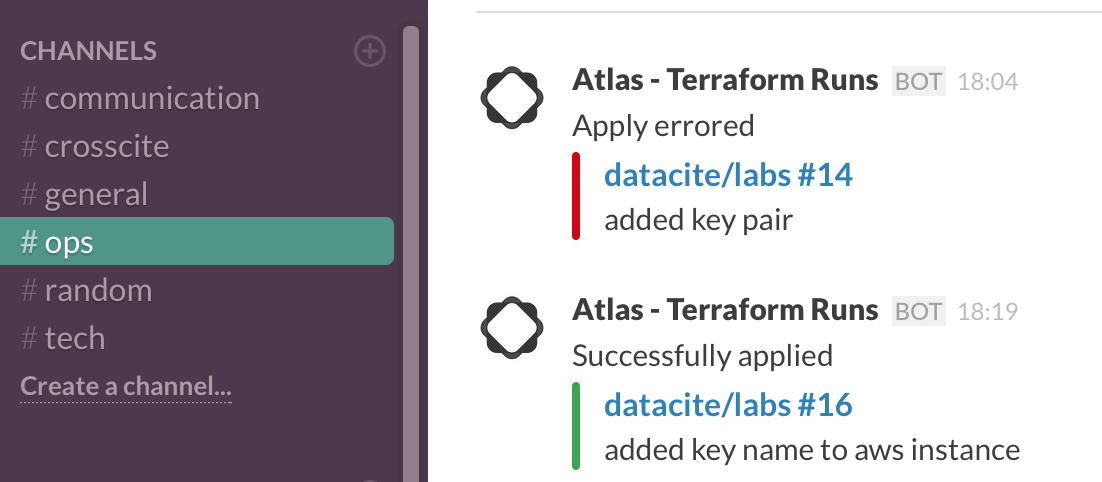 CHANNELS
# communication
# crosscite
# general
# ops
# random
# tech
Create a channel...
Atlas - Terraform Runs BOT 18:04
Apply errored
datacite/labs #14
added key pair
Atlas - Terraform Runs BOT 18:19
Successfully applied
datacite/labs #16
added key name to aws instance